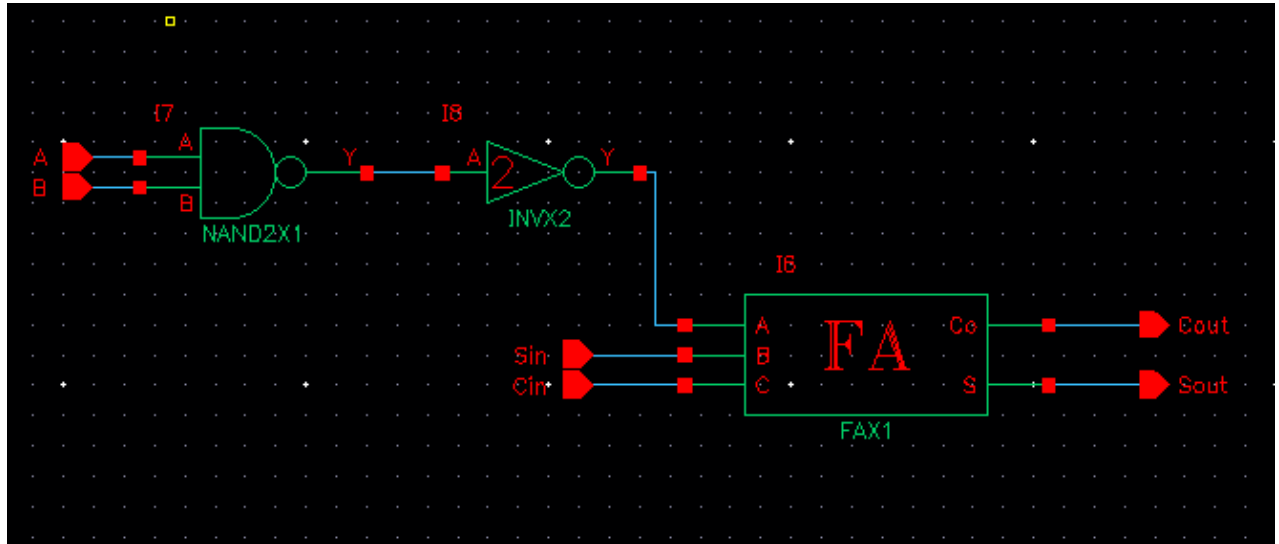 I7
I8
A
A
B
B
NAND2X1
Y
A
2
Y
INVX2
I6
A
B
C
FA
Co
S
FAX1
Sin
Cin
Cout
Sout